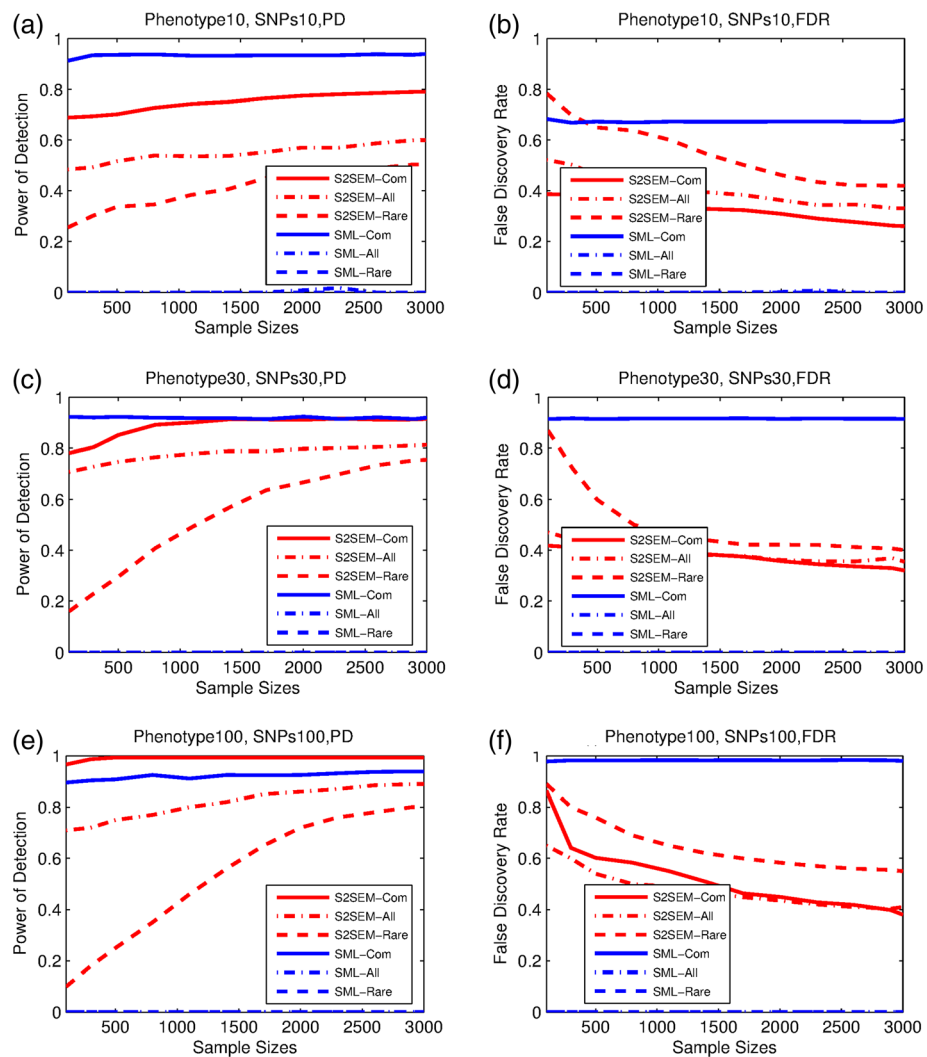 (a)
Phenotype10, SNPs10,PD
Power of Detection
1
0.8
0.6
0.4
0.2
0
S2SEM-Com
S2SEM-All
S2SEM-Rare
SML-Com
SML-All
SML-Rare
500 1000 1500 2000 2500 3000
Sample Sizes
(b)
Phenotype10, SNPs10,FDR
False Discovery Rate
1
0.8
0.6
0.4
0.2
0
S2SEM-Com
S2SEM-All
S2SEM-Rare
SML-Com
SML-All
SML-Rare
500 1000 1500 2000 2500 3000
Sample Sizes
(c)
Phenotype30, SNPs30,PD
Power of Detection
1
0.8
0.6
0.4
0.2
0
S2SEM-Com
S2SEM-All
S2SEM-Rare
SML-Com
SML-All
SML-Rare
500 1000 1500 2000 2500 3000
Sample Sizes
(d)
Phenotype30, SNPs30,FDR
False Discovery Rate
1
0.8
0.6
0.4
0.2
0
S2SEM-Com
S2SEM-All
S2SEM-Rare
SML-Com
SML-All
SML-Rare
500 1000 1500 2000 2500 3000
Sample Sizes
(e)
Phenotype100, SNPs100,PD
Power of Detection
1
0.8
0.6
0.4
0.2
0
S2SEM-Com
S2SEM-All
S2SEM-Rare
SML-Com
SML-All
SML-Rare
500 1000 1500 2000 2500 3000
Sample Sizes
(f)
Phenotype100, SNPs100,FDR
False Discovery Rate
1
0.8
0.6
0.4
0.2
0
S2SEM-Com
S2SEM-All
S2SEM-Rare
SML-Com
SML-All
SML-Rare
500 1000 1500 2000 2500 3000
Sample Sizes